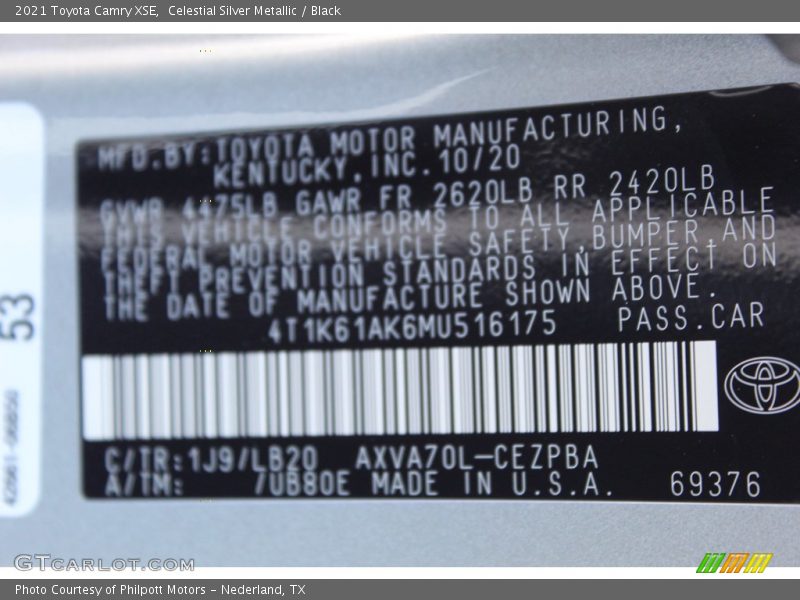 2021 Toyota Camry XSE, Celestial Silver Metallic / Black
MFD.BY:TOYOTA MOTOR MANUFACTURING,
KENTUCKY,INC.10/20
GVWR 4475LB GAWR FR 2620LB RR 2420LB
THIS VEHICLE CONFORMS TO ALL APPLICABLE
FEDERAL MOTOR VEHICLE SAFETY,BUMPER,AND
THEFT PREVENTION STANDARDS IN EFFECT ON
THE DATE OF MANUFACTURE SHOWN ABOVE.
4T1K61AK6MU516175 PASS.CAR
C/TR:1J9/LB20 AXVA70L-CEZPBA
A/TM: /UB80E MADE IN U.S.A. 69376
53
GTCARLOT.COM
Photo Courtesy of Philpott Motors - Nederland, TX